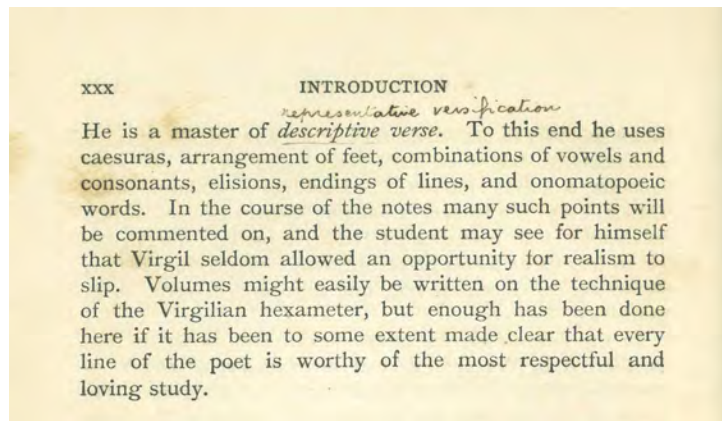 xxx INTRODUCTION
representative versification
He is a master of descriptive verse. To this end he uses
caesuras, arrangement of feet, combinations of vowels and
consonants, elisions, endings of lines, and onomatopoeic
words. In the course of the notes many such points will
be commented on, and the student may see for himself
that Virgil seldom allowed an opportunity for realism to
slip. Volumes might easily be written on the technique
of the Virgilian hexameter, but enough has been done
here if it has been to some extent made clear that every
line of the poet is worthy of the most respectful and
loving study.